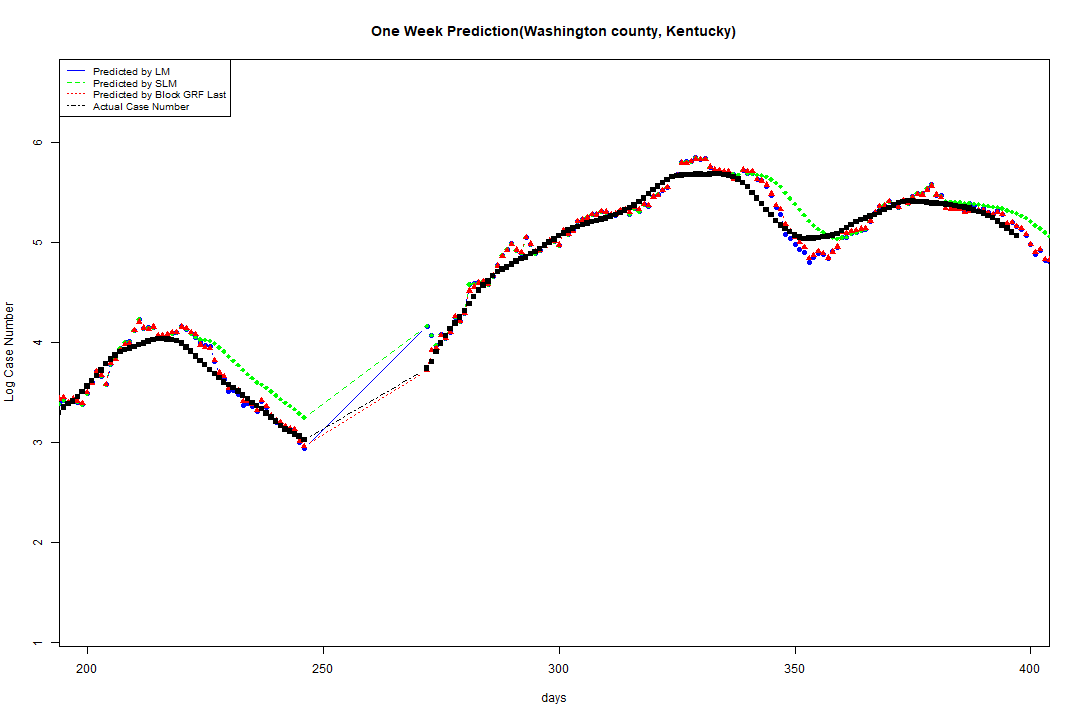 One Week Prediction(Washington county, Kentucky)
Predicted by LM
Predicted by SLM
Predicted by Block GRF Last
Actual Case Number
Log Case Number
6
5
4
3
2
1
200 250 300 350 400
days